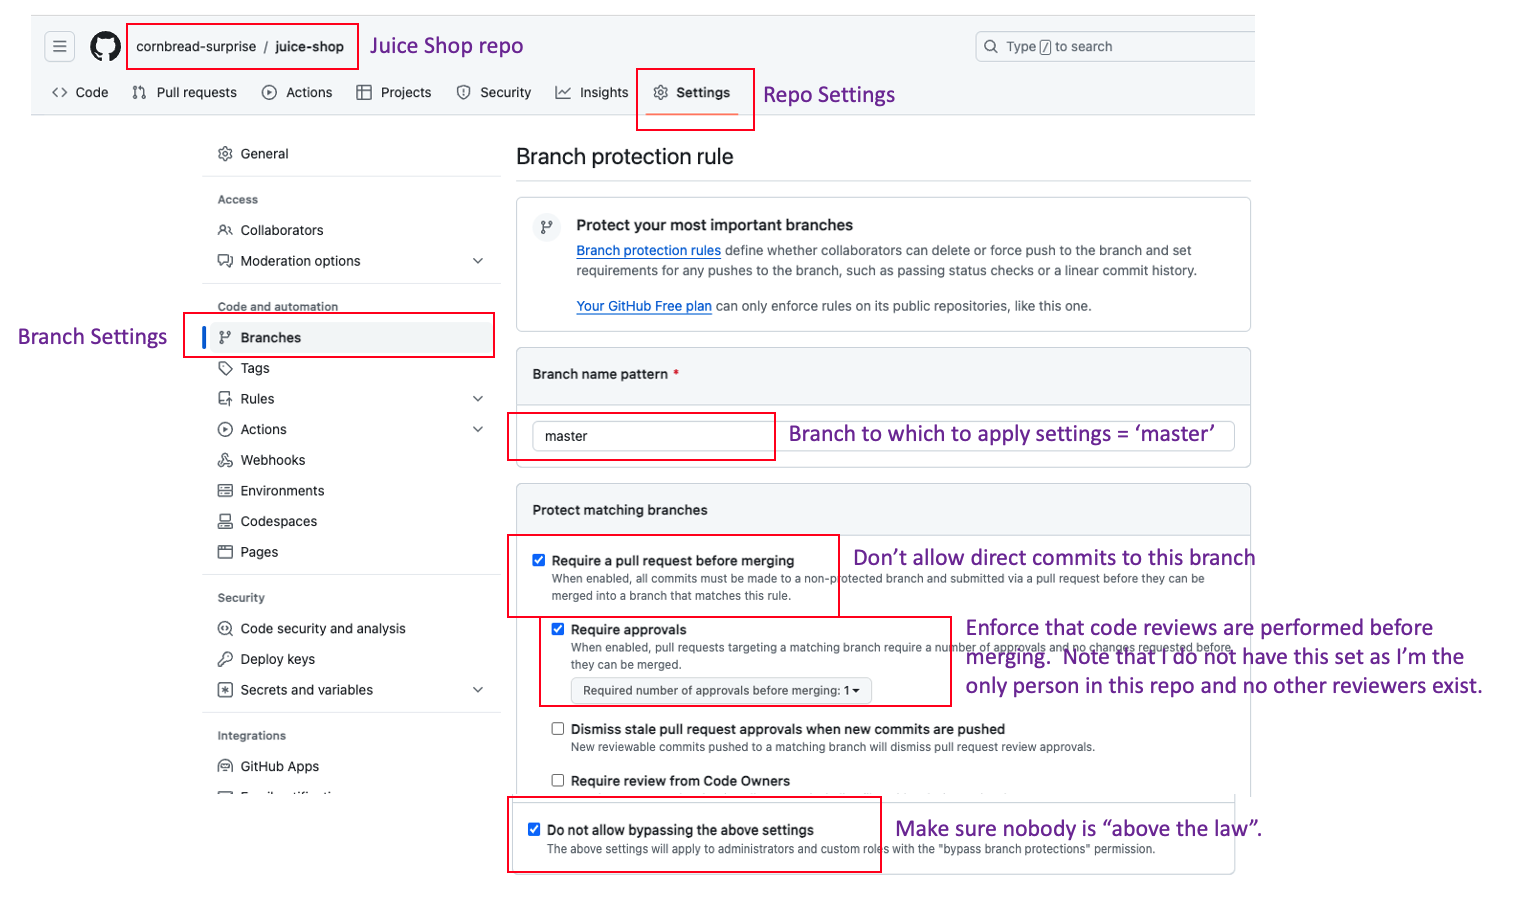 cornbread-surprise / juice-shop
Juice Shop repo
Type / to search
Code
Pull requests
Actions
Projects
Security
Insights
Settings
Repo Settings
General
Access
Collaborators
Moderation options
Code and automation
Branch Settings
Branches
Tags
Rules
Actions
Webhooks
Environments
Codespaces
Pages
Security
Code security and analysis
Deploy keys
Secrets and variables
Integrations
GitHub Apps
Branch protection rule
Protect your most important branches
Branch protection rules define whether collaborators can delete or force push to the branch and set
requirements for any pushes to the branch, such as passing status checks or a linear commit history.
Your GitHub Free plan can only enforce rules on its public repositories, like this one.
Branch name pattern *
master
Branch to which to apply settings = ‘master’
Protect matching branches
Require a pull request before merging
Don’t allow direct commits to this branch
When enabled, all commits must be made to a non-protected branch and submitted via a pull request before they can be
merged into a branch that matches this rule.
Require approvals
When enabled, pull requests targeting a matching branch require a number of approvals and no changes requested before
they can be merged.
Required number of approvals before merging: 1
Enforce that code reviews are performed before
merging. Note that I do not have this set as I’m the
only person in this repo and no other reviewers exist.
Dismiss stale pull request approvals when new commits are pushed
New reviewable commits pushed to a matching branch will dismiss pull request review approvals.
Require review from Code Owners
Do not allow bypassing the above settings
Make sure nobody is “above the law”.
The above settings will apply to administrators and custom roles with the "bypass branch protections" permission.